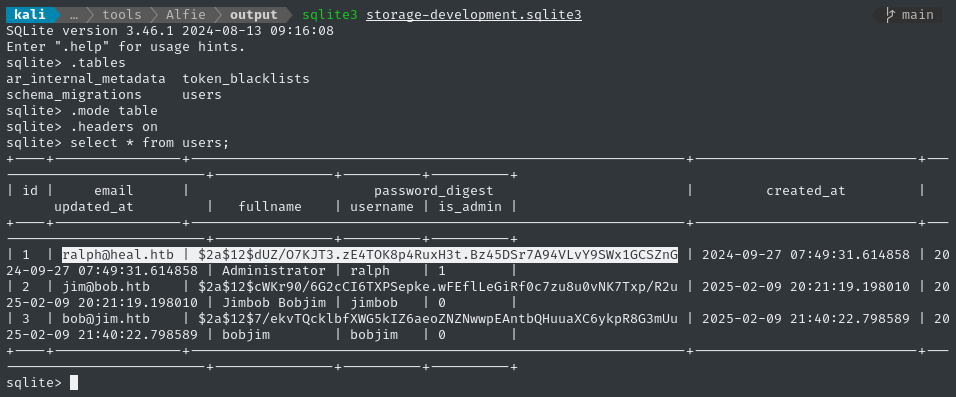 kali … tools Alfie output sqlite3 storage-development.sqlite3 main
SQLite version 3.46.1 2024-08-13 09:16:08
Enter ".help" for usage hints.
sqlite> .tables
ar_internal_metadata token_blacklists
schema_migrations users
sqlite> .mode table
sqlite> .headers on
sqlite> select * from users;
| id | email | password_digest | created_at |
updated_at | fullname | username | is_admin |
| 1 | ralph@heal.htb | $2a$12$dUZ/O7KJT3.zE4TOK8p4RuxH3t.Bz45DSr7A94VLvY9SWx1GCSZnG | 2024-09-27 07:49:31.614858 | 20
24-09-27 07:49:31.614858 | Administrator | ralph | 1 |
| 2 | jim@bob.htb | $2a$12$cWKr90/6G2cCI6TXPSepke.wFEflLeGiRf0c7zu8u0vNK7Txp/R2u | 2025-02-09 20:21:19.198010 | 20
25-02-09 20:21:19.198010 | Jimbob Bobjim | jimbob | 0 |
| 3 | bob@jim.htb | $2a$12$7/ekvTQcklbfXWG5kIZ6aeoZNZNwwpEAntbQHuuaXC6ykpR8G3mUu | 2025-02-09 21:40:22.798589 | 20
25-02-09 21:40:22.798589 | bobjim | bobjim | 0 |
sqlite>